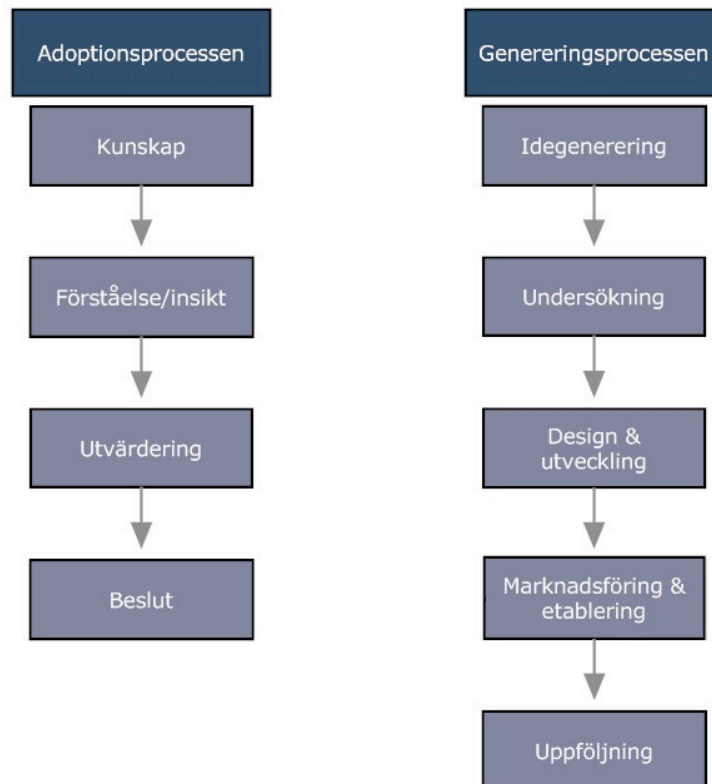 Adoptionsprocessen
Kunskap
Förståelse/insikt
Utvärdering
Beslut
Genereringsprocessen
Idegenerering
Undersökning
Design &
utveckling
Marknadsföring &
etablering
Uppföljning